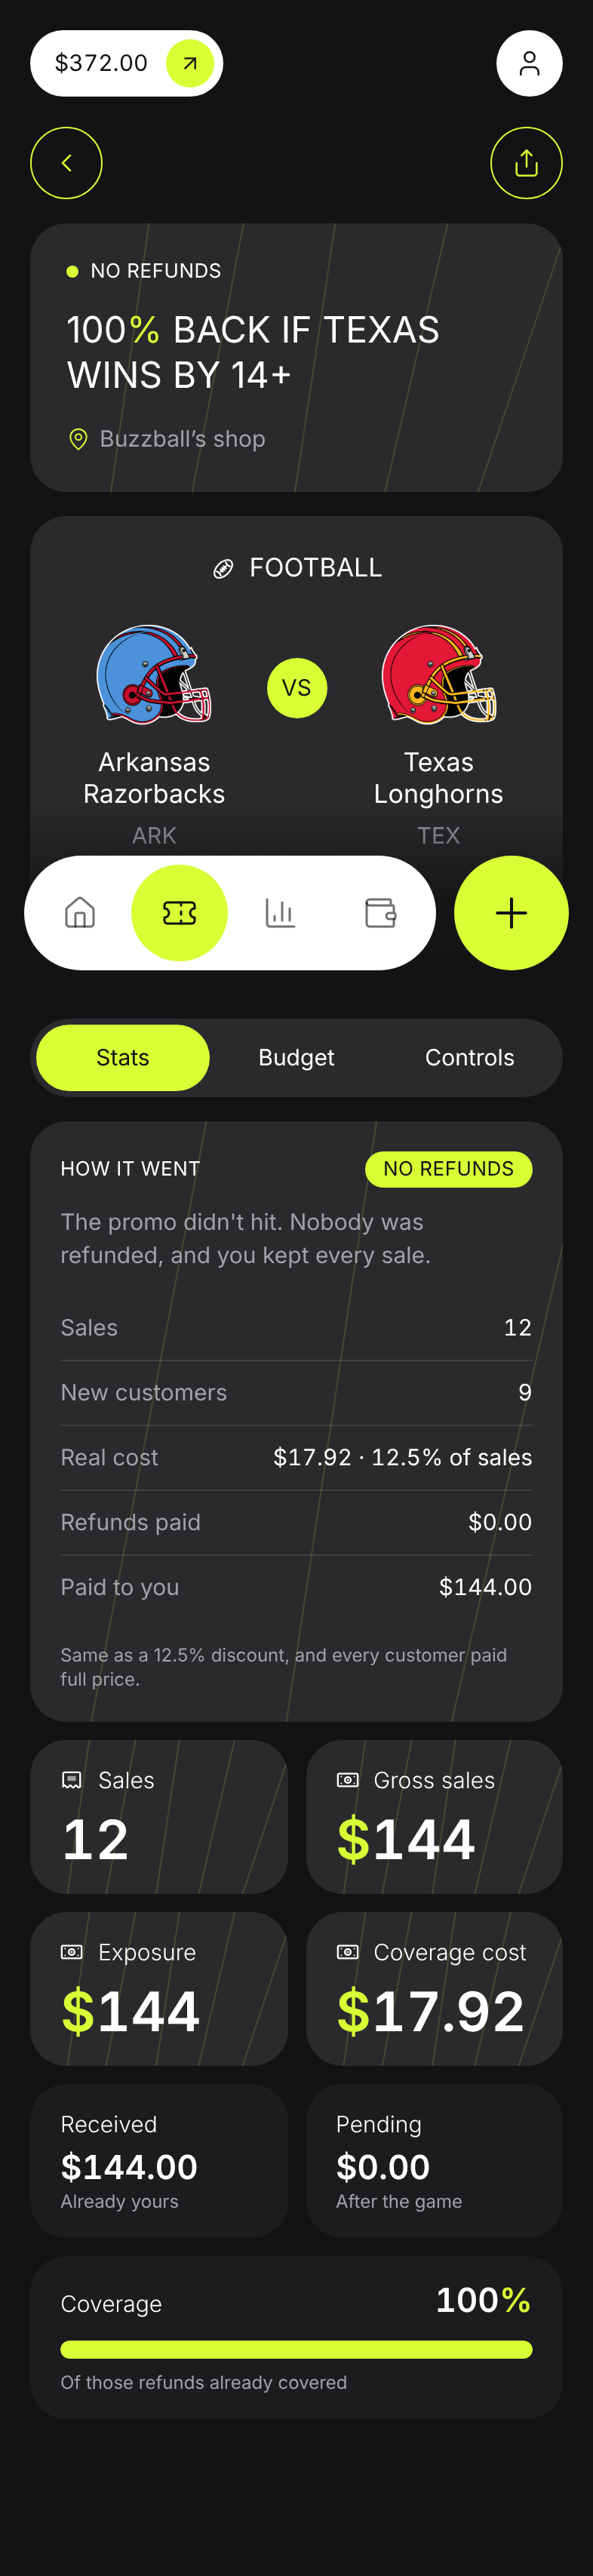 $372.00
NO REFUNDS
100% BACK IF TEXAS
WINS BY 14+
Buzzball's shop
FOOTBALL
VS
Arkansas
Razorbacks
ARK
Texas
Longhorns
TEX
Stats
Budget
Controls
HOW IT WENT
NO REFUNDS
The promo didn't hit. Nobody was
refunded, and you kept every sale.
Sales 12
New customers 9
Real cost $17.92 · 12.5% of sales
Refunds paid $0.00
Paid to you $144.00
Same as a 12.5% discount, and every customer paid
full price.
Sales
12
Gross sales
$144
Exposure
$144
Coverage cost
$17.92
Received
$144.00
Already yours
Pending
$0.00
After the game
Coverage 100%
Of those refunds already covered